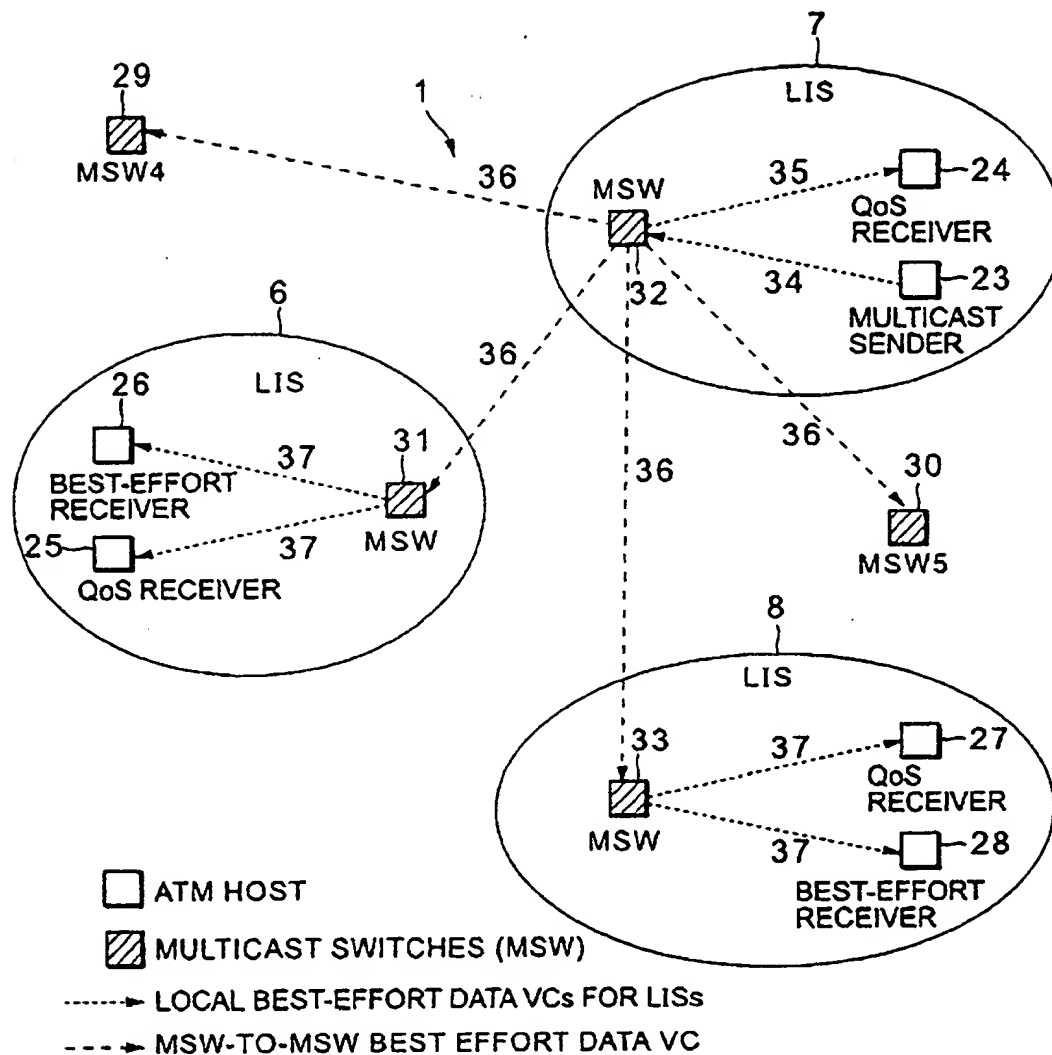 7
29
LIS
1
MSW4
36
MSW
35
24
QoS
RECEIVER
34
23
32
MULTICAST
SENDER
6
36
LIS
26
31
36
37
36
30
BEST-EFFORT
RECEIVER
MSW
25
37
MSW5
QoS RECEIVER
8
LIS
33
37
27
QoS
RECEIVER
MSW
37
28
BEST-EFFORT
RECEIVER
ATM HOST
MULTICAST SWITCHES (MSW)
LOCAL BEST-EFFORT DATA VCs FOR LISs
MSW-TO-MSW BEST EFFORT DATA VC